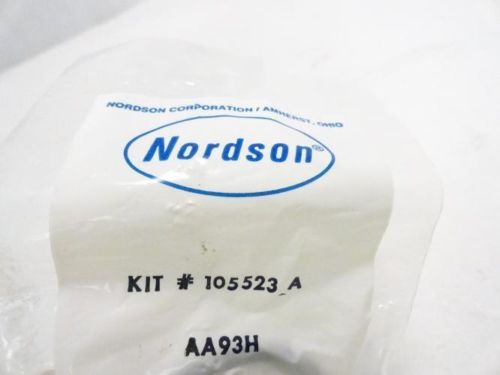 NORDSON CORPORATION / AMHERST, OHIO
Nordson®
KIT # 105523 A
AA93H